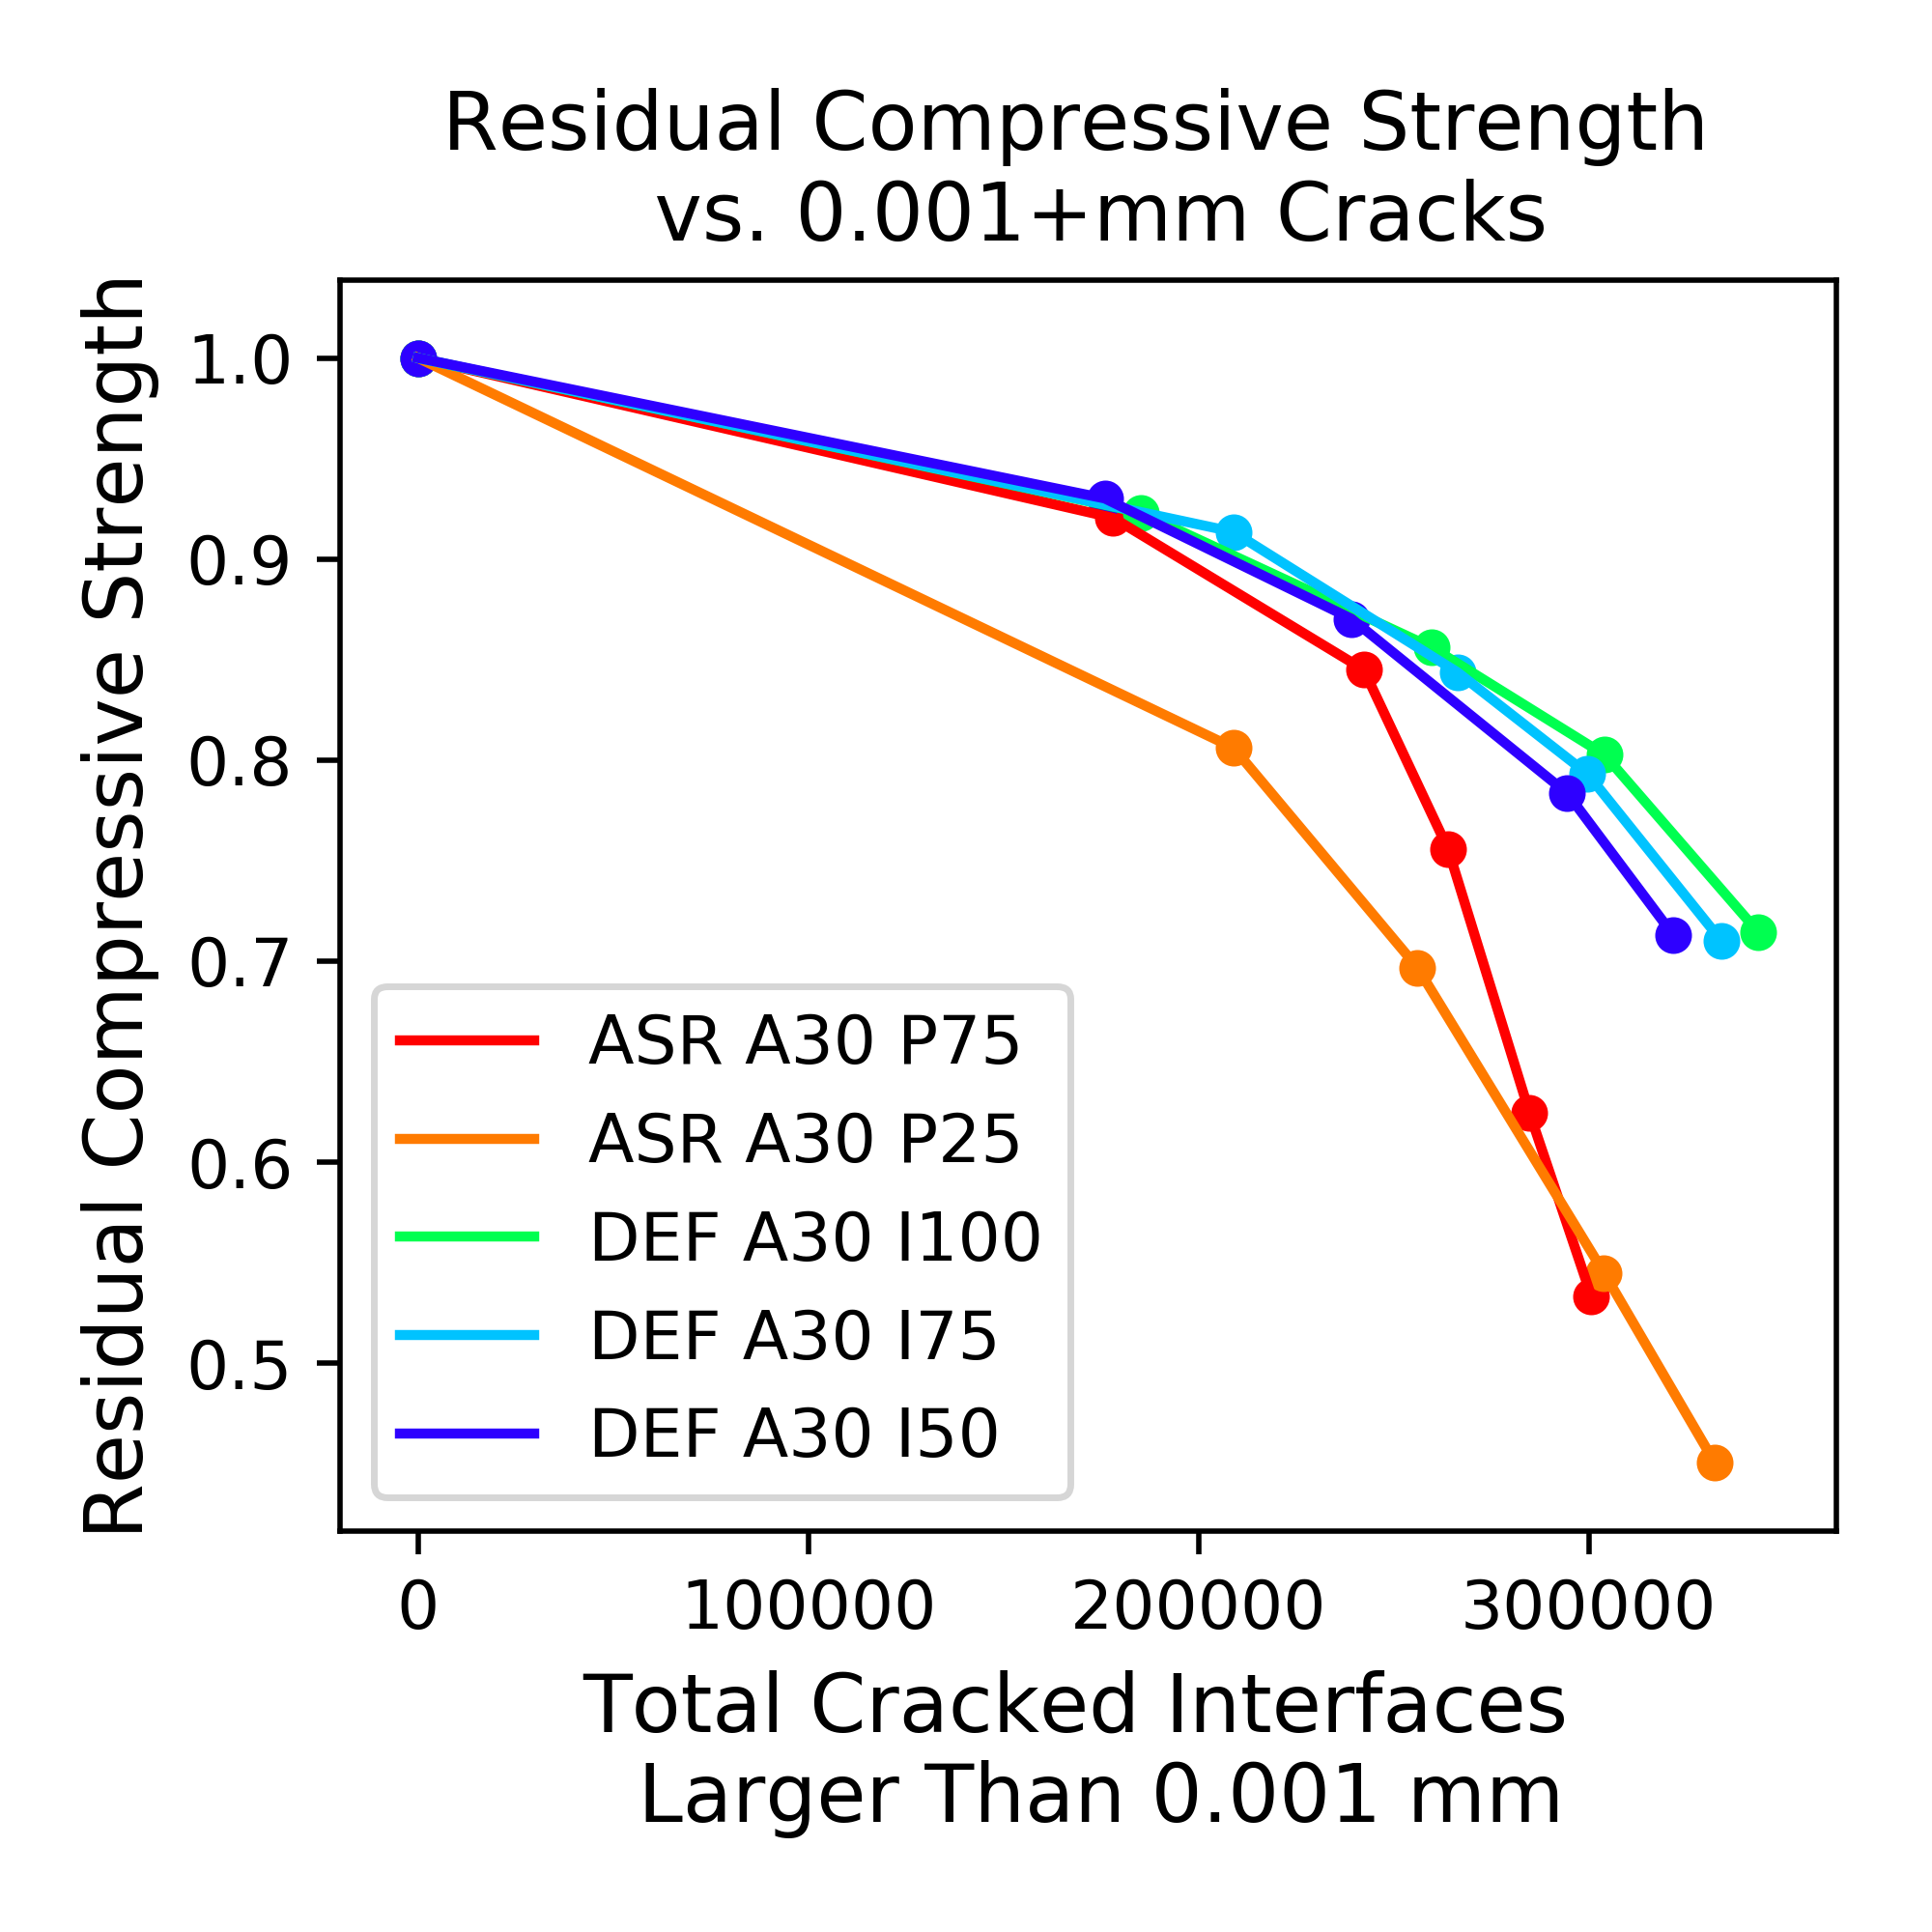 Residual Compressive Strength
vs. 0.001+mm Cracks
Residual Compressive Strength
1.0
0.9
0.8
0.7
0.6
0.5
ASR A30 P75
ASR A30 P25
DEF A30 I100
DEF A30 I75
DEF A30 I50
0 100000 200000 300000
Total Cracked Interfaces
Larger Than 0.001 mm